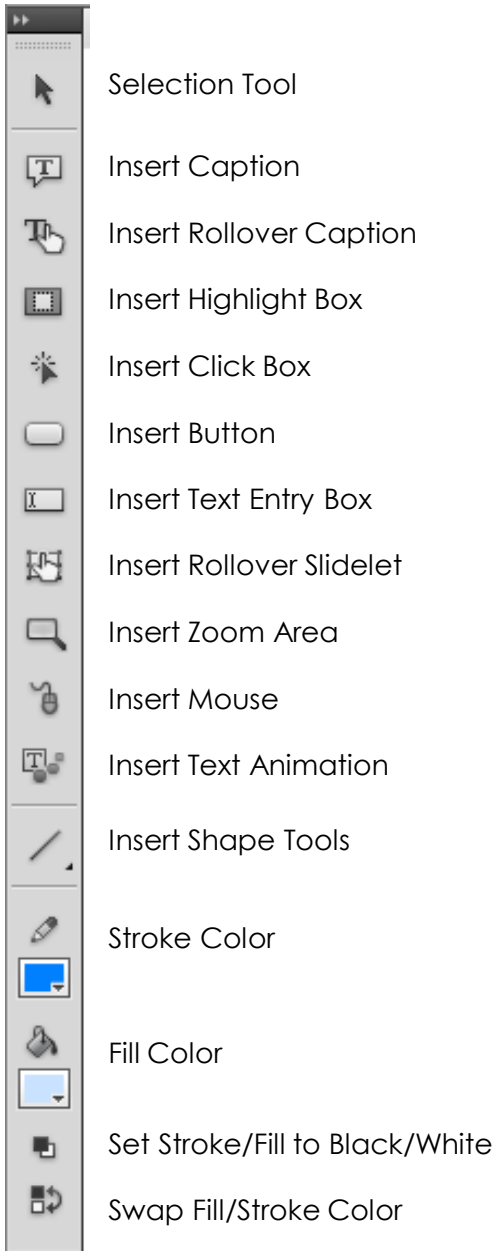 Selection Tool
Insert Caption
Insert Rollover Caption
Insert Highlight Box
Insert Click Box
Insert Button
Insert Text Entry Box
Insert Rollover Slidelet
Insert Zoom Area
Insert Mouse
Insert Text Animation
Insert Shape Tools
Stroke Color
Fill Color
Set Stroke/Fill to Black/White
Swap Fill/Stroke Color